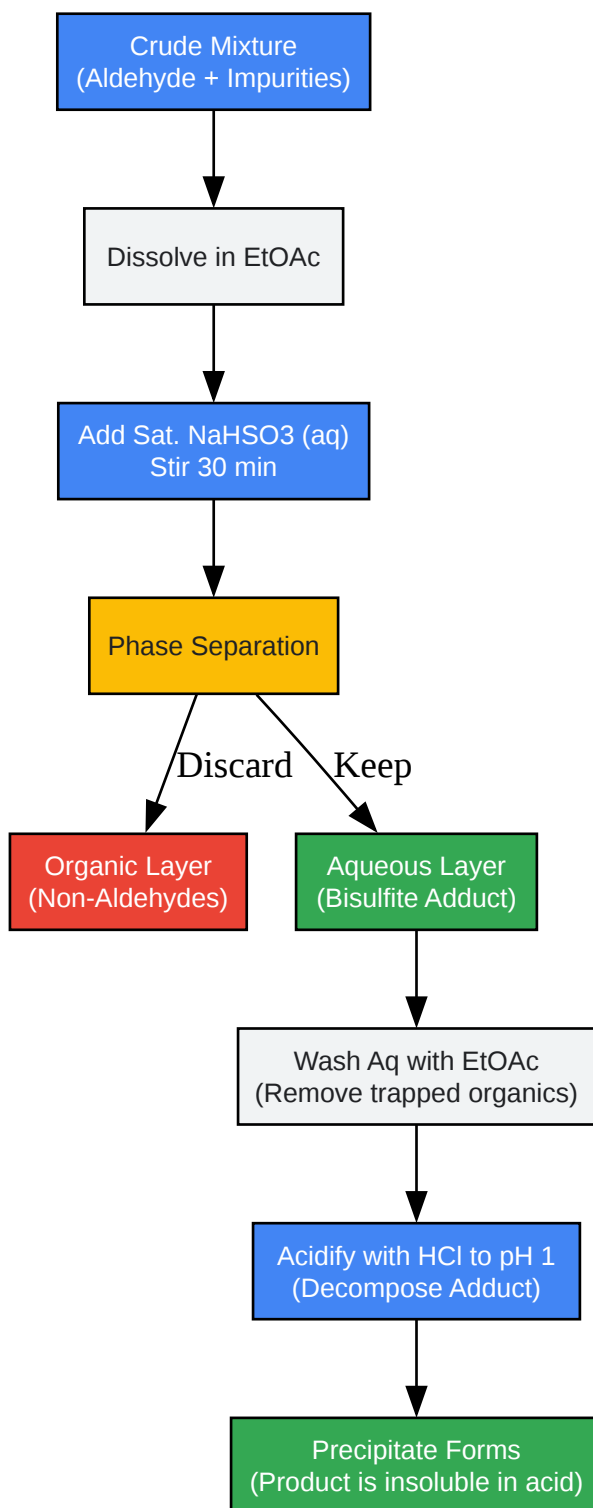 Crude Mixture
(Aldehyde + Impurities)
Dissolve in EtOAc
Add Sat. NaHSO3 (aq)
Stir 30 min
Phase Separation
Discard
Keep
Organic Layer
(Non-Aldehydes)
Aqueous Layer
(Bisulfite Adduct)
Wash Aq with EtOAc
(Remove trapped organics)
Acidify with HCl to pH 1
(Decompose Adduct)
Precipitate Forms
(Product is insoluble in acid)